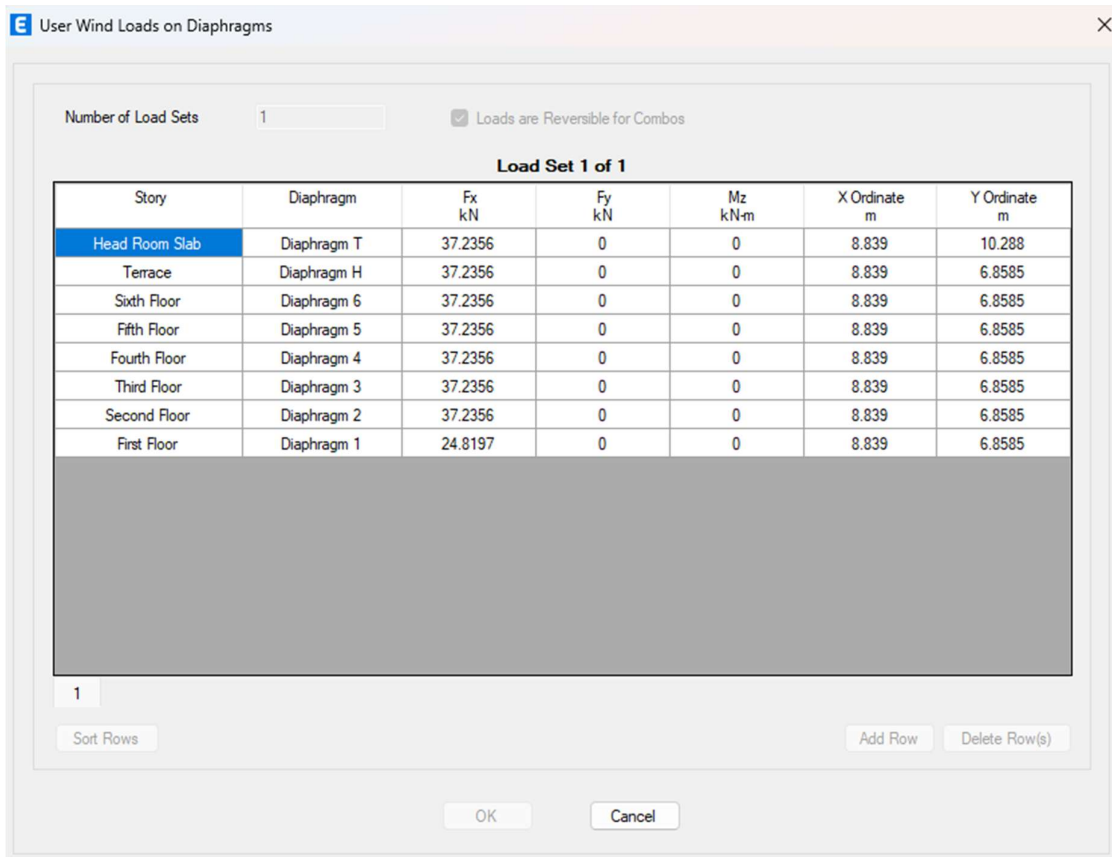 E User Wind Loads on Diaphragms
Number of Load Sets 1 Loads are Reversible for Combos
Load Set 1 of 1
Story Diaphragm Fx kN Fy kN Mz kN-m X Ordinate m Y Ordinate m
Head Room Slab Diaphragm T 37.2356 0 0 8.839 10.288
Terrace Diaphragm H 37.2356 0 0 8.839 6.8585
Sixth Floor Diaphragm 6 37.2356 0 0 8.839 6.8585
Fifth Floor Diaphragm 5 37.2356 0 0 8.839 6.8585
Fourth Floor Diaphragm 4 37.2356 0 0 8.839 6.8585
Third Floor Diaphragm 3 37.2356 0 0 8.839 6.8585
Second Floor Diaphragm 2 37.2356 0 0 8.839 6.8585
First Floor Diaphragm 1 24.8197 0 0 8.839 6.8585
1
Sort Rows Add Row Delete Row(s)
OK Cancel